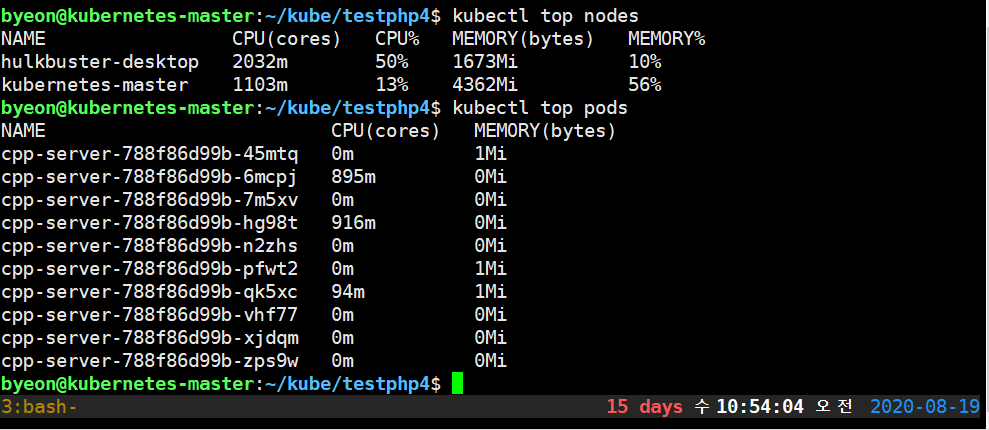 byeon@kubernetes-master:~/kube/testphp4$ kubectl top nodes
NAME                 CPU(cores)   CPU%   MEMORY(bytes)   MEMORY%
hulkbuster-desktop   2032m        50%    1673Mi          10%
kubernetes-master    1103m        13%    4362Mi          56%
byeon@kubernetes-master:~/kube/testphp4$ kubectl top pods
NAME                          CPU(cores)   MEMORY(bytes)
cpp-server-788f86d99b-45mtq   0m           1Mi
cpp-server-788f86d99b-6mcpj   895m         0Mi
cpp-server-788f86d99b-7m5xv   0m           0Mi
cpp-server-788f86d99b-hg98t   916m         0Mi
cpp-server-788f86d99b-n2zhs   0m           0Mi
cpp-server-788f86d99b-pfwt2   0m           1Mi
cpp-server-788f86d99b-qk5xc   94m          1Mi
cpp-server-788f86d99b-vhf77   0m           0Mi
cpp-server-788f86d99b-xjdqm   0m           0Mi
cpp-server-788f86d99b-zps9w   0m           0Mi
byeon@kubernetes-master:~/kube/testphp4$
3:bash- 15 days 수 10:54:04 오전 2020-08-19